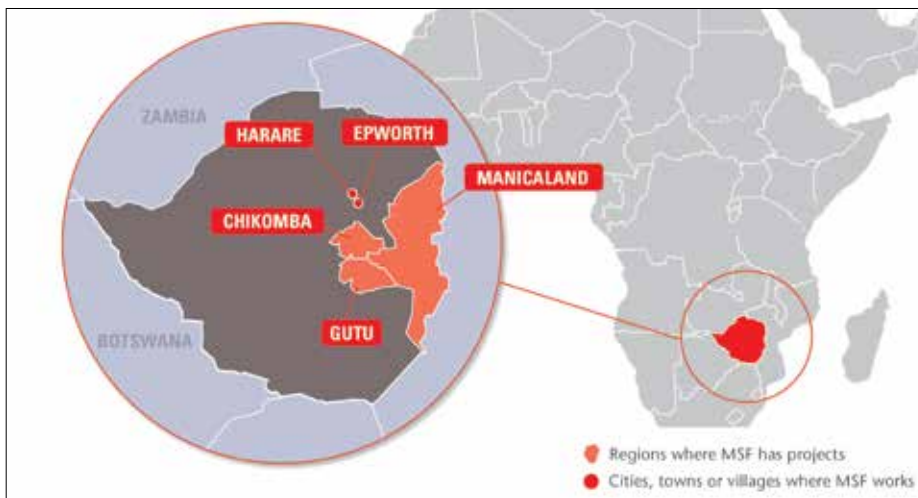 ZAMBIA
HARARE
EPWORTH
MANICALAND
CHIKOMBA
GUTU
BOTSWANA
Regions where MSF has projects
Cities, towns or villages where MSF works